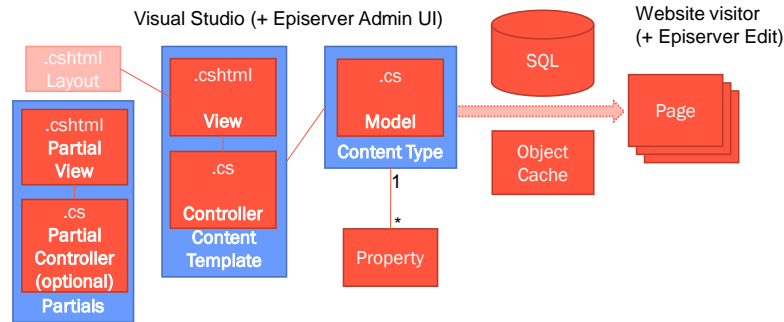 Visual Studio (+ Episerver Admin UI)
Website visitor
(+ Episerver Edit)
.cshtml
Layout
.cshtml
Partial
View
.cs
Partial
Controller
(optional)
Partials
.cshtml
View
.cs
Controller
Content
Template
.cs
Model
Content Type
1
*
Property
SQL
Object
Cache
Page